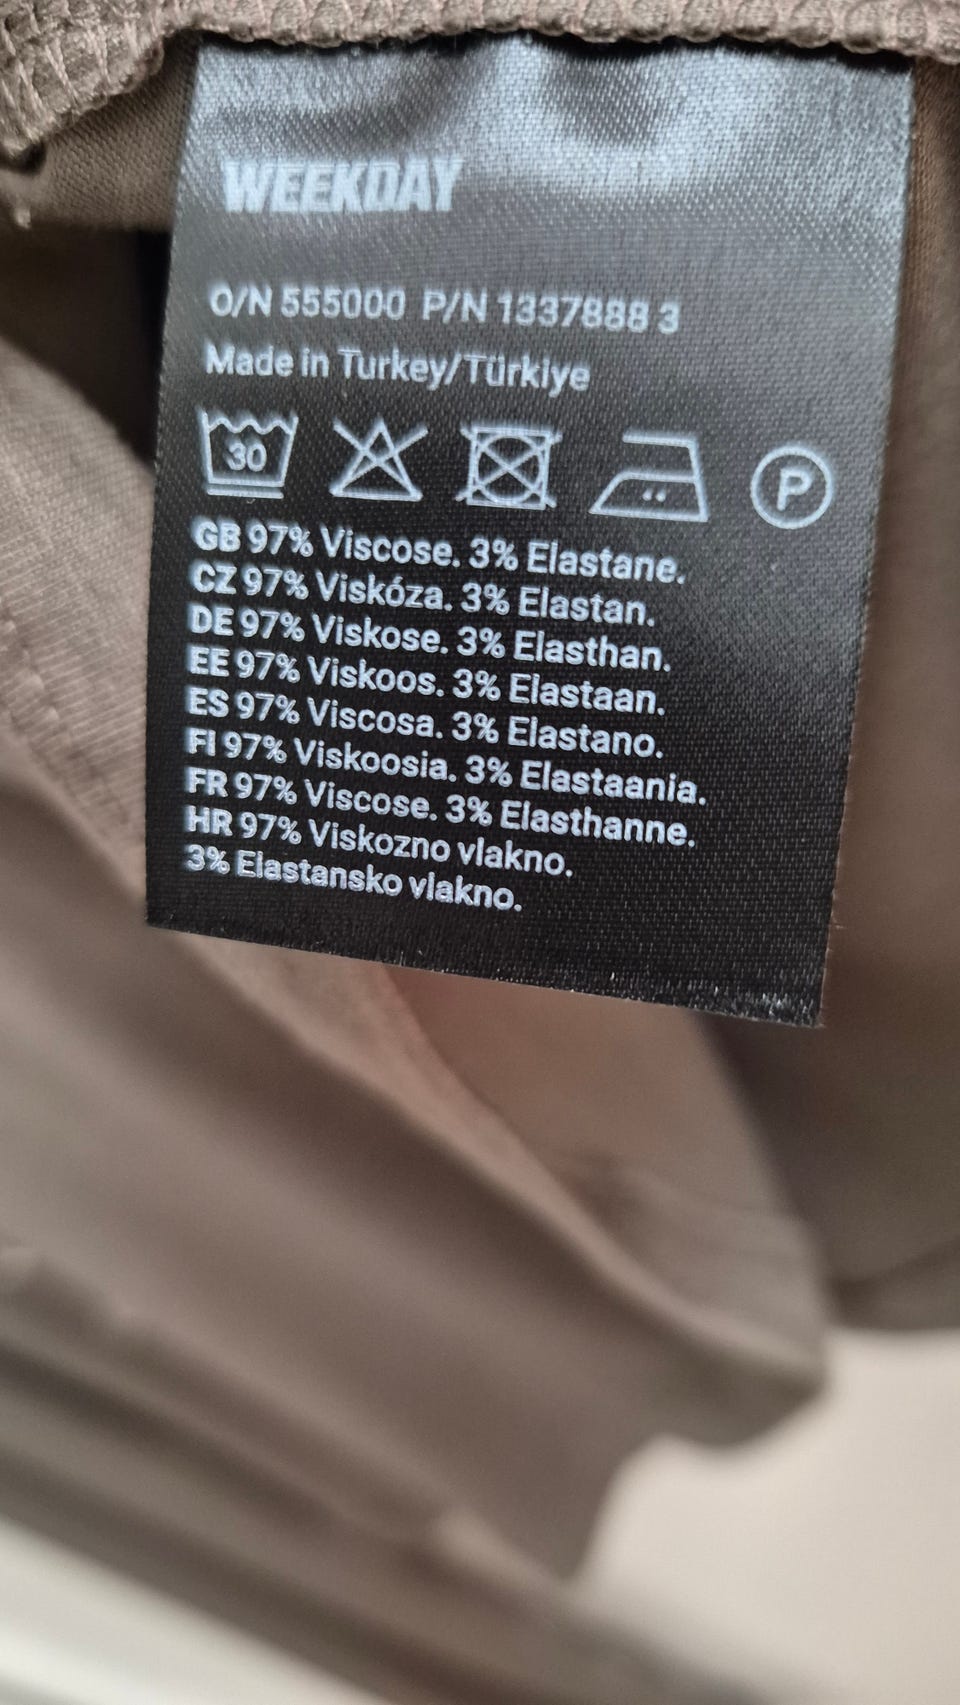 WEEKDAY
O/N 555000 P/N 1337888 3
Made in Turkey/Türkiye
30 P
GB 97% Viscose. 3% Elastane.
CZ 97% Viskóza. 3% Elastan.
DE 97% Viskose. 3% Elasthan.
EE 97% Viskoos. 3% Elastaan.
ES 97% Viscosa. 3% Elastano.
FI 97% Viskoosia. 3% Elastaania.
FR 97% Viscose. 3% Elasthanne.
HR 97% Viskozno vlakno.
3% Elastansko vlakno.